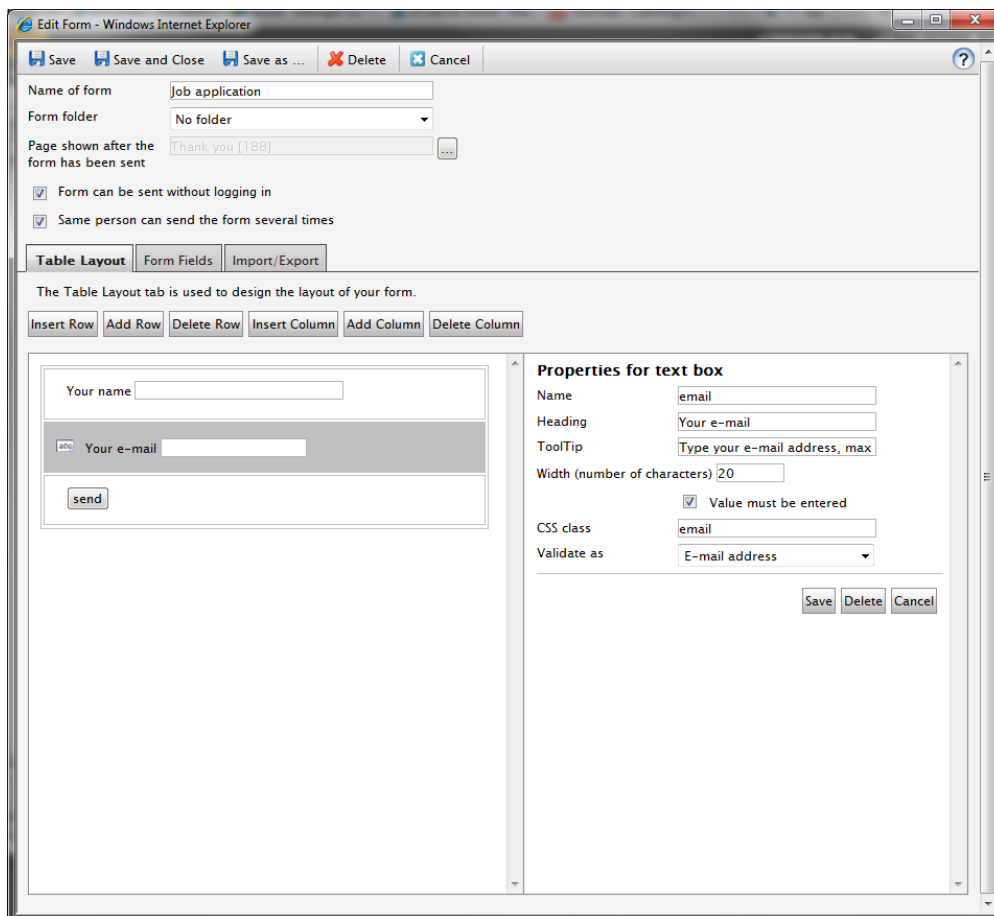 Edit Form - Windows Internet Explorer
Save Save and Close Save as ... Delete Cancel ?
Name of form Job application
Form folder No folder
Page shown after the form has been sent Thank you [188] ...
Form can be sent without logging in
Same person can send the form several times
Table Layout Form Fields Import/Export
The Table Layout tab is used to design the layout of your form.
Insert Row Add Row Delete Row Insert Column Add Column Delete Column
Your name
abc Your e-mail
send
Properties for text box
Name email
Heading Your e-mail
ToolTip Type your e-mail address, max
Width (number of characters) 20
Value must be entered
CSS class email
Validate as E-mail address
Save Delete Cancel